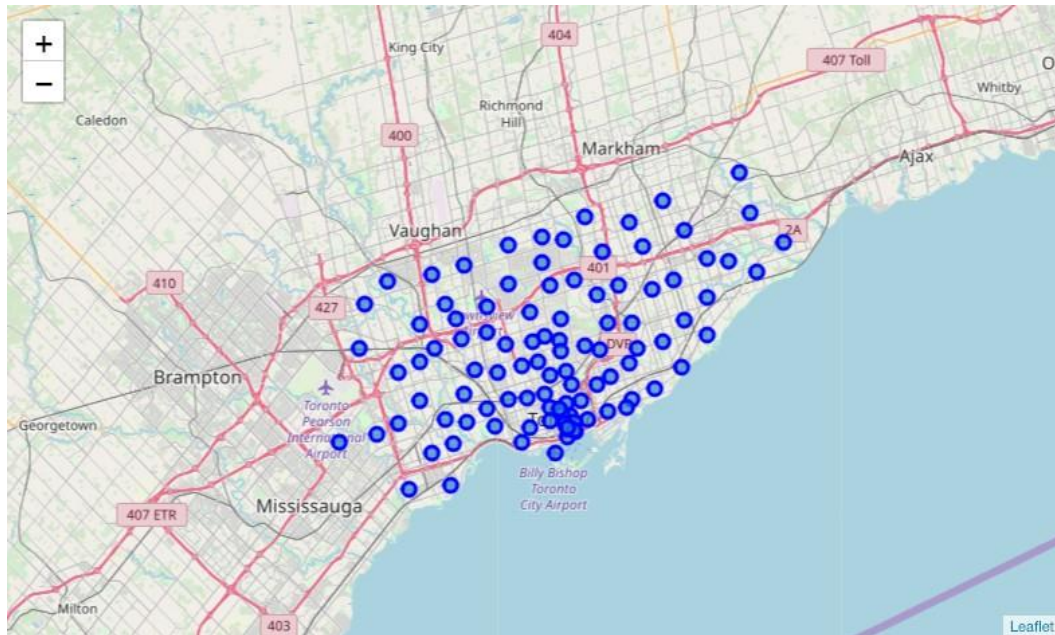 +
−
King City
404
407 Toll
Whitby
Richmond
Hill
Caledon
400
Markham
Ajax
Vaughan
2A
401
410
427
DVP
Brampton
Toronto
Pearson
International
Airport
Georgetown
Billy Bishop
Toronto
City Airport
Mississauga
407 ETR
Milton
403
Leaflet